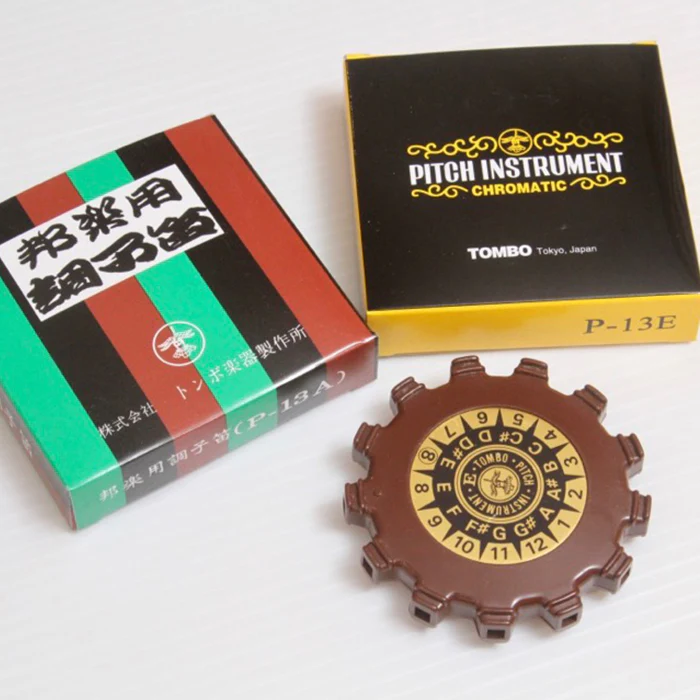 邦楽用
調子笛
株式会社 トンボ楽器製作所
邦楽用調子笛(P-13A)
PITCH INSTRUMENT
CHROMATIC
TOMBO Tokyo, Japan
P-13E
TOMBO · PITCH · INSTRUMENT · E ·
E F F# G G# A A# B C C# D D# E
8 9 10 11 12 1 2 3 4 5 6 7 8